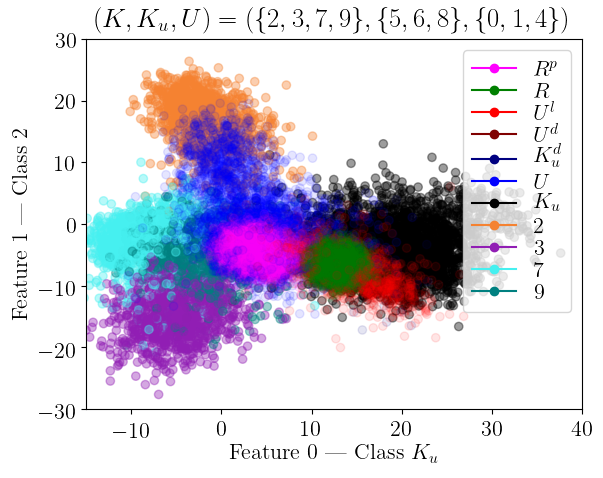 (K, K_u, U) = ({2, 3, 7, 9}, {5, 6, 8}, {0, 1, 4})
30
20
10
0
−10
−20
−30
Feature 1 — Class 2
R^p
R
U^l
U^d
K_u^d
U
K_u
2
3
7
9
−10 0 10 20 30 40
Feature 0 — Class K_u